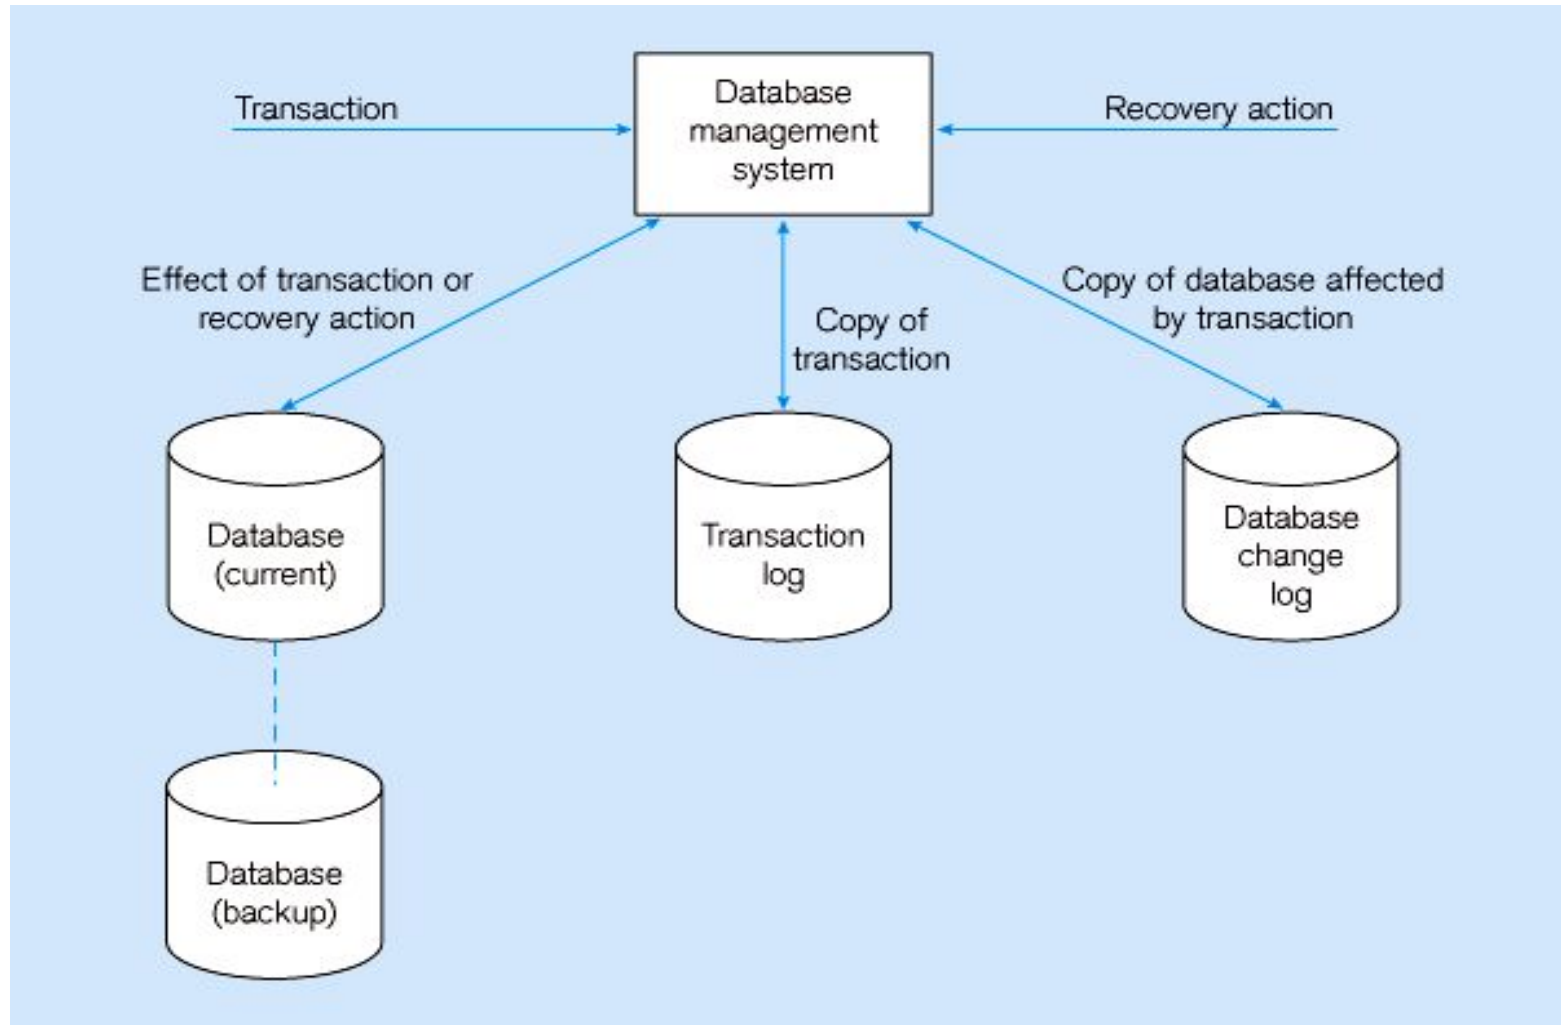 Database
management
system
Transaction
Recovery action
Effect of transaction or
recovery action
Copy of
transaction
Copy of database affected
by transaction
Database
(current)
Transaction
log
Database
change
log
Database
(backup)